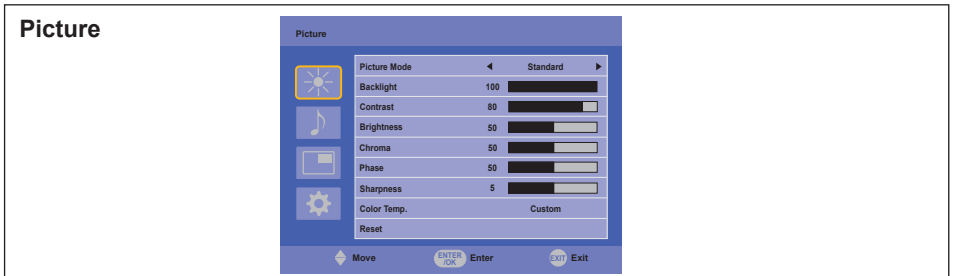 Picture
Picture
Picture Mode Standard
Backlight 100
Contrast 80
Brightness 50
Chroma 50
Phase 50
Sharpness 5
Color Temp. Custom
Reset
Move ENTER /OK Enter EXIT Exit